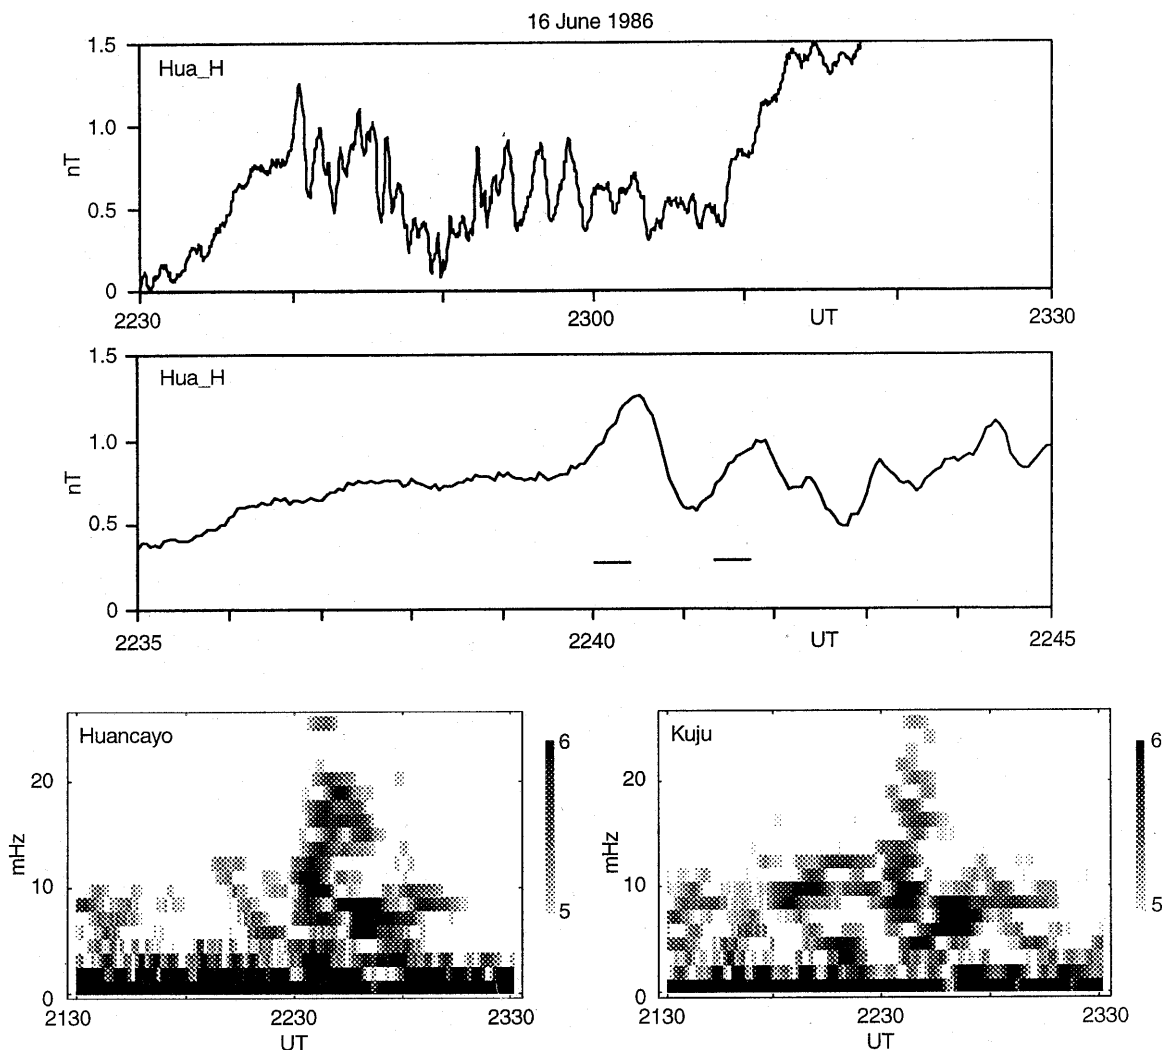 16 June 1986
1.5
Hua_H
1.0
nT
0.5
0
2230 2300 UT 2330
1.5
Hua_H
1.0
nT
0.5
0
2235 2240 UT 2245
Huancayo 6 Kuju 6
20 20
mHz mHz
10 10
5 5
0 0
2130 2230 2330 2130 2230 2330
UT UT